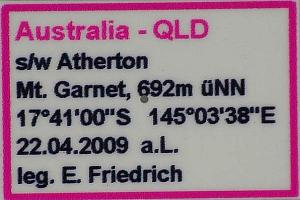 Australia - QLD
s/w Atherton
Mt. Garnet, 692m üNN
17°41'00"S 145°03'38"E
22.04.2009 a.L.
leg. E. Friedrich